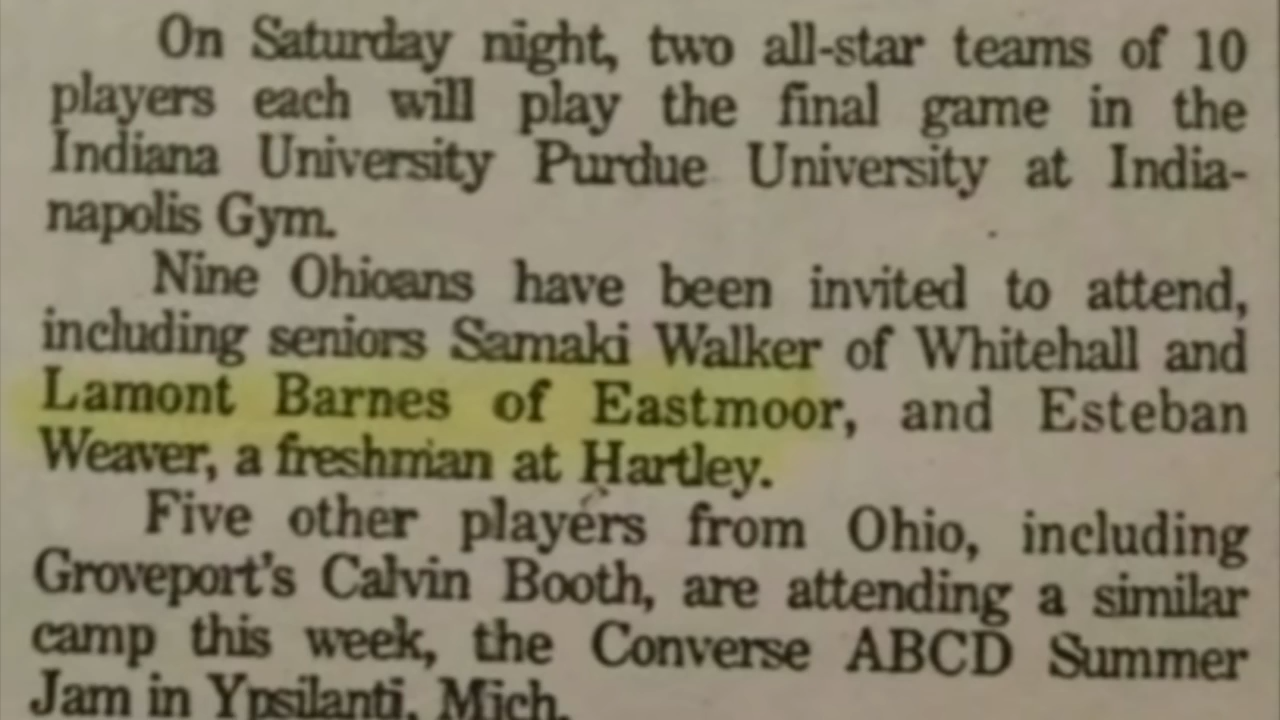 On Saturday night, two all-star teams of 10
players each will play the final game in the
Indiana University Purdue University at India-
napolis Gym.
Nine Ohioans have been invited to attend,
including seniors Samaki Walker of Whitehall and
Lamont Barnes of Eastmoor, and Esteban
Weaver, a freshman at Hartley.
Five other players from Ohio, including
Groveport's Calvin Booth, are attending a similar
camp this week, the Converse ABCD Summer
Jam in Ypsilanti, Mich.